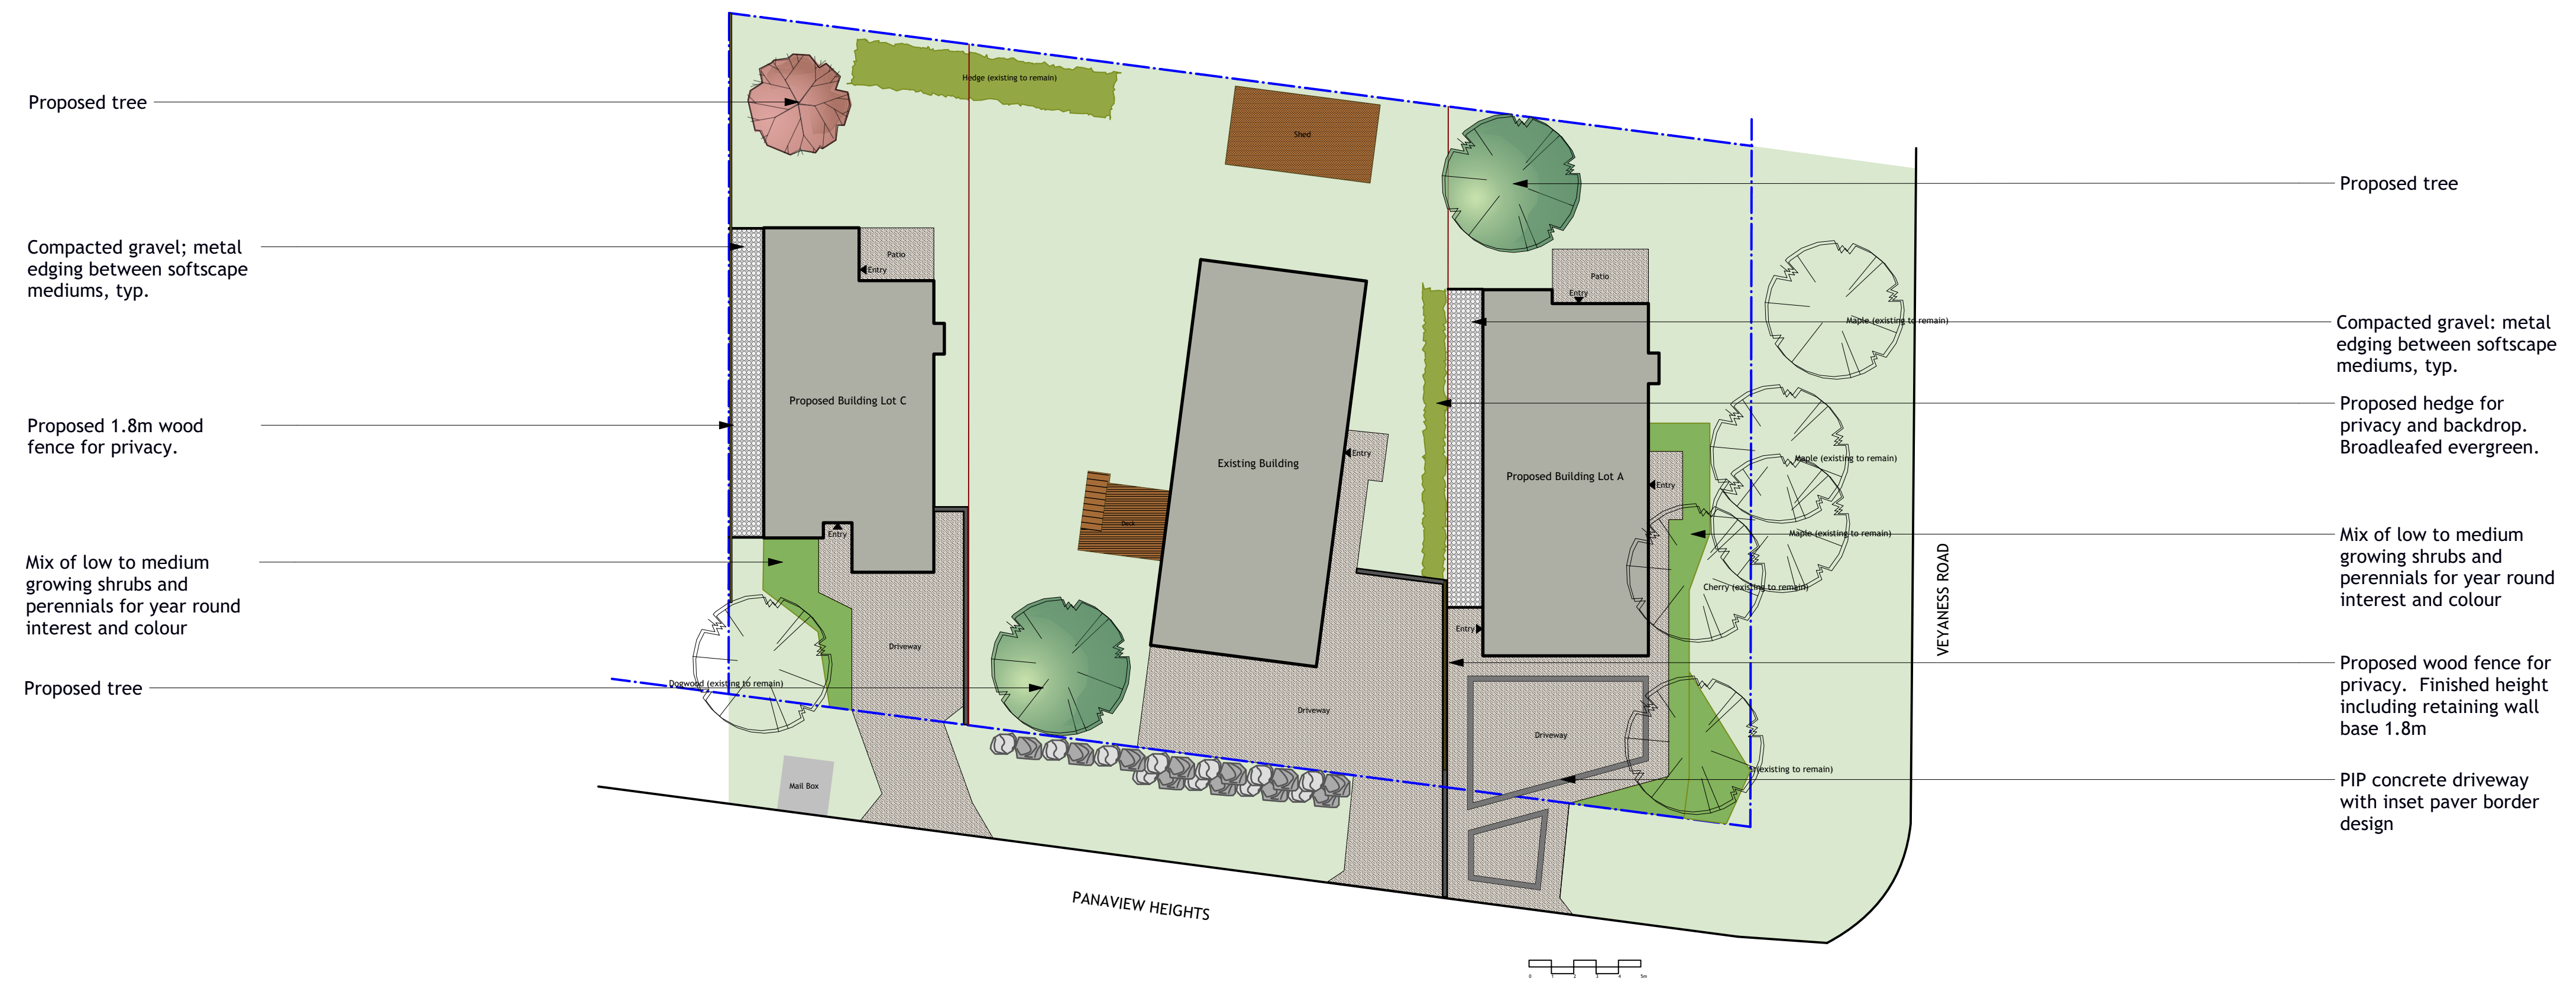 Proposed tree
Compacted gravel; metal
edging between softscape
mediums, typ.
Proposed 1.8m wood
fence for privacy.
Mix of low to medium
growing shrubs and
perennials for year round
interest and colour
Proposed tree
Hedge (existing to remain)
Shed
Patio
Entry
Proposed Building Lot C
Entry
Driveway
Dogwood (existing to remain)
Mail Box
Deck
Existing Building
Entry
Driveway
PANAVIEW HEIGHTS
Patio
Entry
Proposed Building Lot A
Entry
Entry
Driveway
Maple (existing to remain)
Maple (existing to remain)
Maple (existing to remain)
Cherry (existing to remain)
(existing to remain)
VEYANESS ROAD
0 1 2 3 4 5m
Proposed tree
Compacted gravel: metal
edging between softscape
mediums, typ.
Proposed hedge for
privacy and backdrop.
Broadleafed evergreen.
Mix of low to medium
growing shrubs and
perennials for year round
interest and colour
Proposed wood fence for
privacy.  Finished height
including retaining wall
base 1.8m
PIP concrete driveway
with inset paver border
design